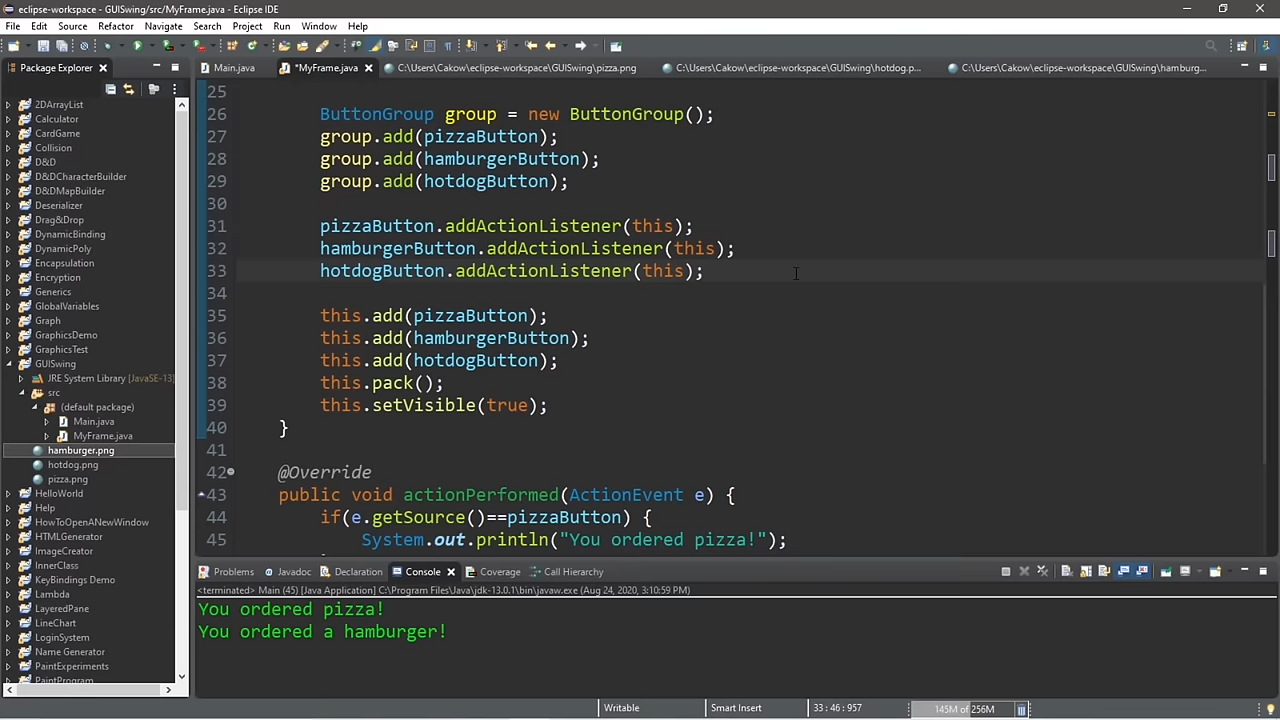 eclipse-workspace - GUISwing/src/MyFrame.java - Eclipse IDE
File Edit Source Refactor Navigate Search Project Run Window Help
Package Explorer
Main.java
*MyFrame.java
C:\Users\Cakow\eclipse-workspace\GUISwing\pizza.png
C:\Users\Cakow\eclipse-workspace\GUISwing\hotdog.p...
C:\Users\Cakow\eclipse-workspace\GUISwing\hamburg...
2DArrayList
Calculator
CardGame
Collision
D&D
D&DCharacterBuilder
D&DMapBuilder
Deserializer
Drag&Drop
DynamicBinding
DynamicPoly
Encapsulation
Encryption
Generics
GlobalVariables
Graph
GraphicsDemo
GraphicsTest
GUISwing
JRE System Library [JavaSE-13]
src
(default package)
Main.java
MyFrame.java
hamburger.png
hotdog.png
pizza.png
HelloWorld
Help
HowToOpenANewWindow
HTMLGenerator
ImageCreator
InnerClass
KeyBindings Demo
Lambda
LayeredPane
LineChart
LoginSystem
Name Generator
PaintExperiments
PaintProgram
25
26 ButtonGroup group = new ButtonGroup();
27 group.add(pizzaButton);
28 group.add(hamburgerButton);
29 group.add(hotdogButton);
30
31 pizzaButton.addActionListener(this);
32 hamburgerButton.addActionListener(this);
33 hotdogButton.addActionListener(this);
34
35 this.add(pizzaButton);
36 this.add(hamburgerButton);
37 this.add(hotdogButton);
38 this.pack();
39 this.setVisible(true);
40 }
41
42 @Override
43 public void actionPerformed(ActionEvent e) {
44 if(e.getSource()==pizzaButton) {
45 System.out.println("You ordered pizza!");
Problems Javadoc Declaration Console Coverage Call Hierarchy
<terminated> Main (45) [Java Application] C:\Program Files\Java\jdk-13.0.1\bin\javaw.exe (Aug 24, 2020, 3:10:59 PM)
You ordered pizza!
You ordered a hamburger!
Writable Smart Insert 33 : 46 : 957 145M of 256M